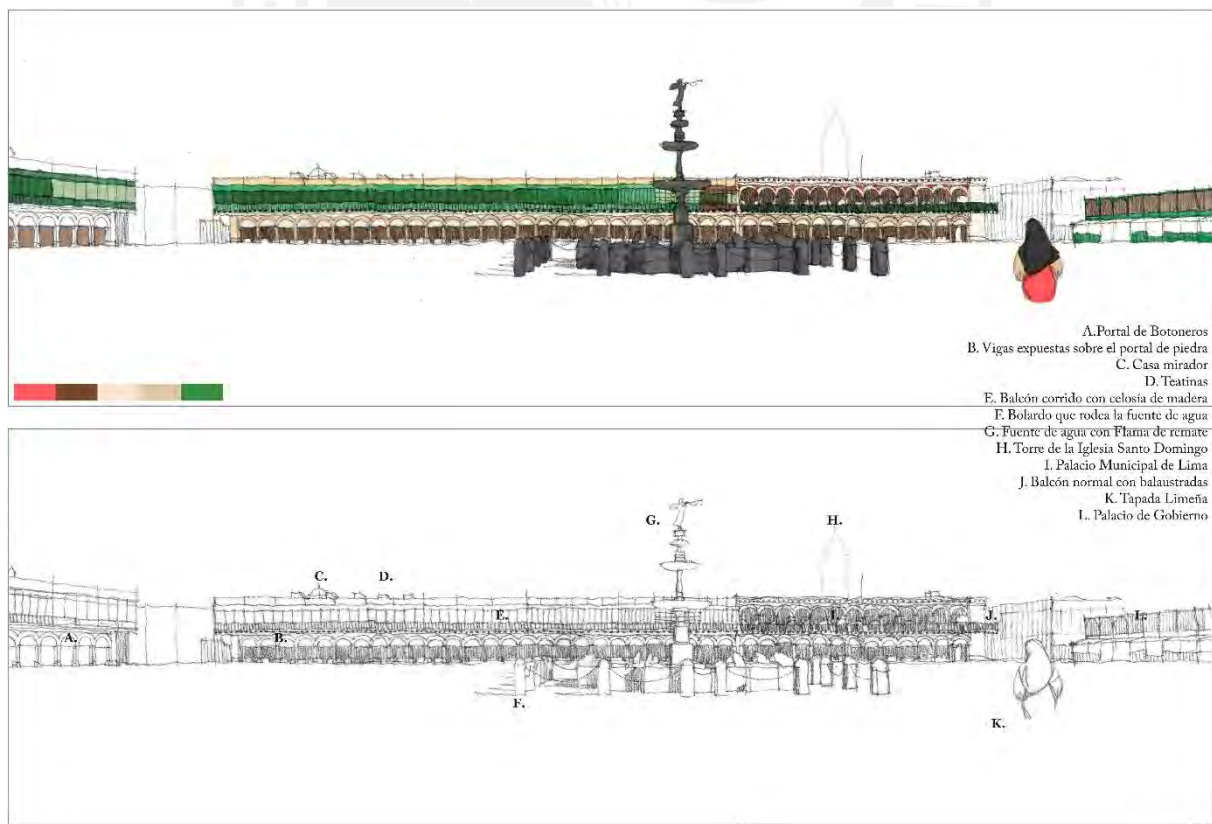 A.Portal de Botoneros
B. Vigas expuestas sobre el portal de piedra
C. Casa mirador
D. Teatinas
E. Balcón corrido con celosía de madera
F. Bolardo que rodea la fuente de agua
G. Fuente de agua con Flama de remate
H. Torre de la Iglesia Santo Domingo
I. Palacio Municipal de Lima
J. Balcón normal con balaustradas
K. Tapada Limeña
L. Palacio de Gobierno
G.
H.
C.
D.
A.
B.
E.
I.
J.
L.
F.
K.